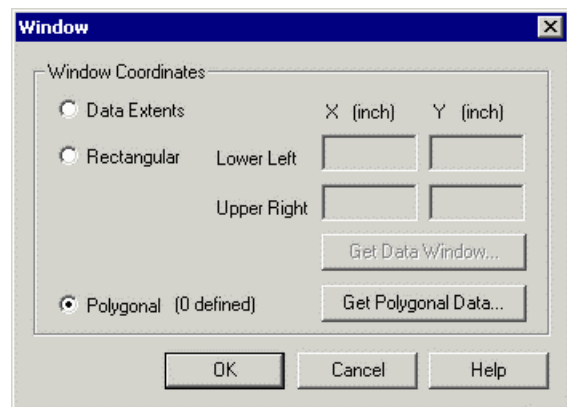 Window
Window Coordinates
Data Extents X (inch) Y (inch)
Rectangular Lower Left
Upper Right
Get Data Window...
Polygonal (0 defined) Get Polygonal Data...
OK Cancel Help